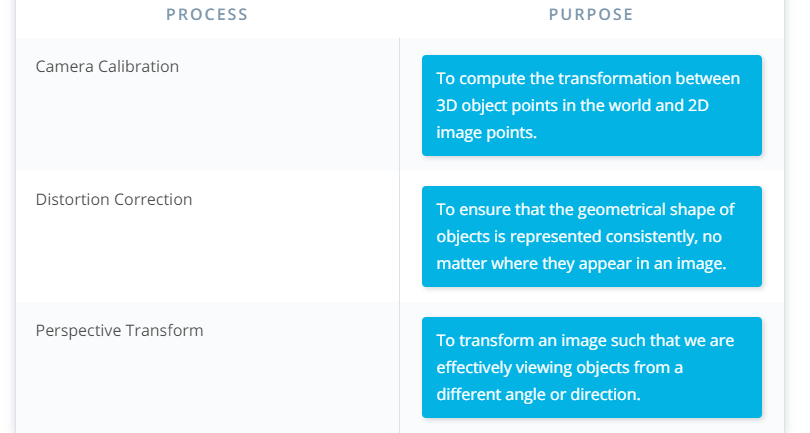 PROCESS
PURPOSE
Camera Calibration
To compute the transformation between
3D object points in the world and 2D
image points.
Distortion Correction
To ensure that the geometrical shape of
objects is represented consistently, no
matter where they appear in an image.
Perspective Transform
To transform an image such that we are
effectively viewing objects from a
different angle or direction.